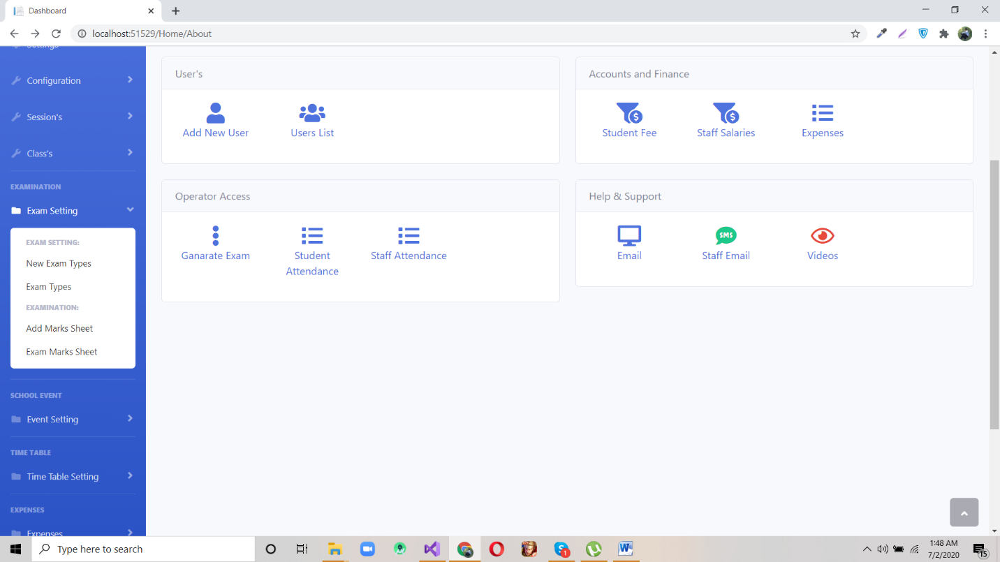 Dashboard
localhost:51529/Home/About
Settings
Configuration
Session's
Class's
EXAMINATION
Exam Setting
EXAM SETTING:
New Exam Types
Exam Types
EXAMINATION:
Add Marks Sheet
Exam Marks Sheet
SCHOOL EVENT
Event Setting
TIME TABLE
Time Table Setting
EXPENSES
Expenses
User's
Add New User
Users List
Accounts and Finance
Student Fee
Staff Salaries
Expenses
Operator Access
Ganarate Exam
Student
Attendance
Staff Attendance
Help & Support
Email
SMS
Staff Email
Videos
Type here to search
1
W
1:48 AM
7/2/2020
15